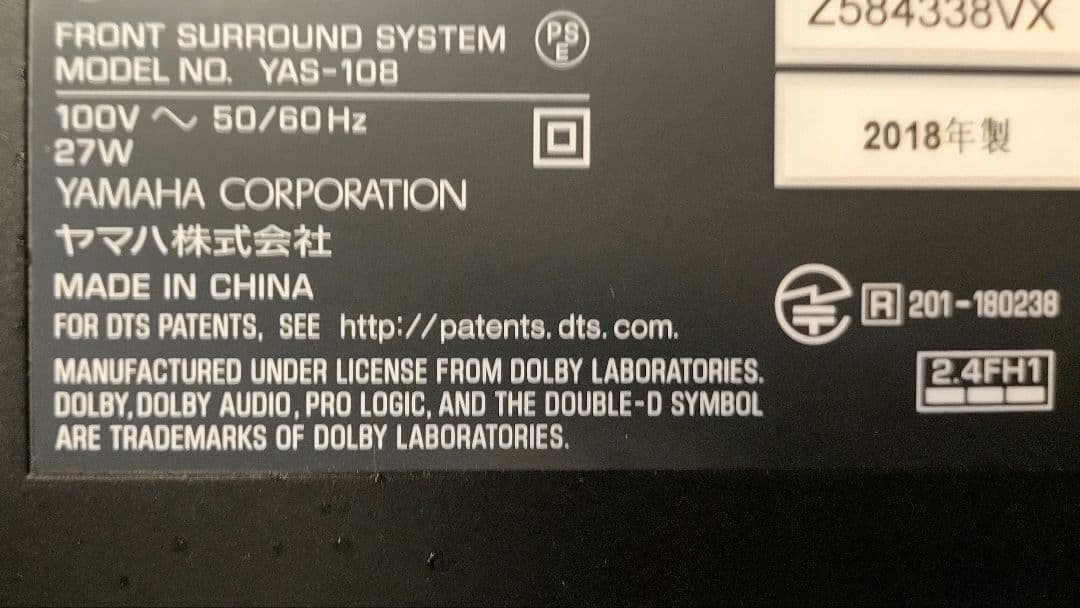 FRONT SURROUND SYSTEM
PSE
MODEL NO. YAS-108
100V ~ 50/60Hz
27W
YAMAHA CORPORATION
ヤマハ株式会社
MADE IN CHINA
FOR DTS PATENTS, SEE http://patents.dts.com.
MANUFACTURED UNDER LICENSE FROM DOLBY LABORATORIES.
DOLBY, DOLBY AUDIO, PRO LOGIC, AND THE DOUBLE-D SYMBOL
ARE TRADEMARKS OF DOLBY LABORATORIES.
Z584338VX
2018年製
R 201-180238
2.4FH1